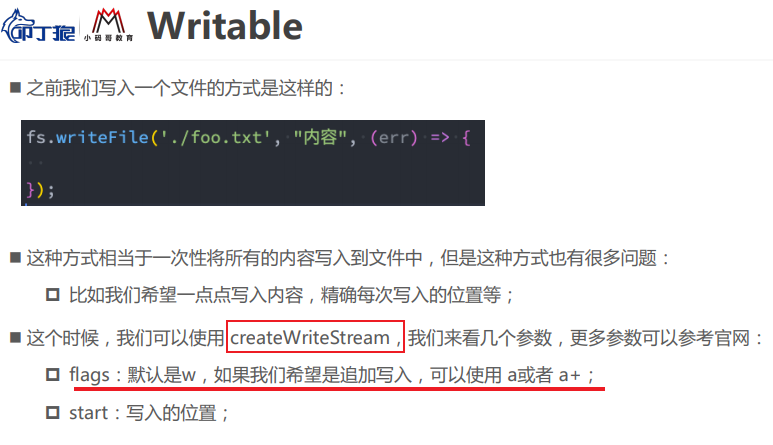 叩丁狼
小码哥教育
Writable
之前我们写入一个文件的方式是这样的：
fs.writeFile('./foo.txt', "内容", (err) => {
});
这种方式相当于一次性将所有的内容写入到文件中，但是这种方式也有很多问题：
比如我们希望一点点写入内容，精确每次写入的位置等；
这个时候，我们可以使用 createWriteStream，我们来看几个参数，更多参数可以参考官网：
flags：默认是w，如果我们希望是追加写入，可以使用 a或者 a+；
start：写入的位置；